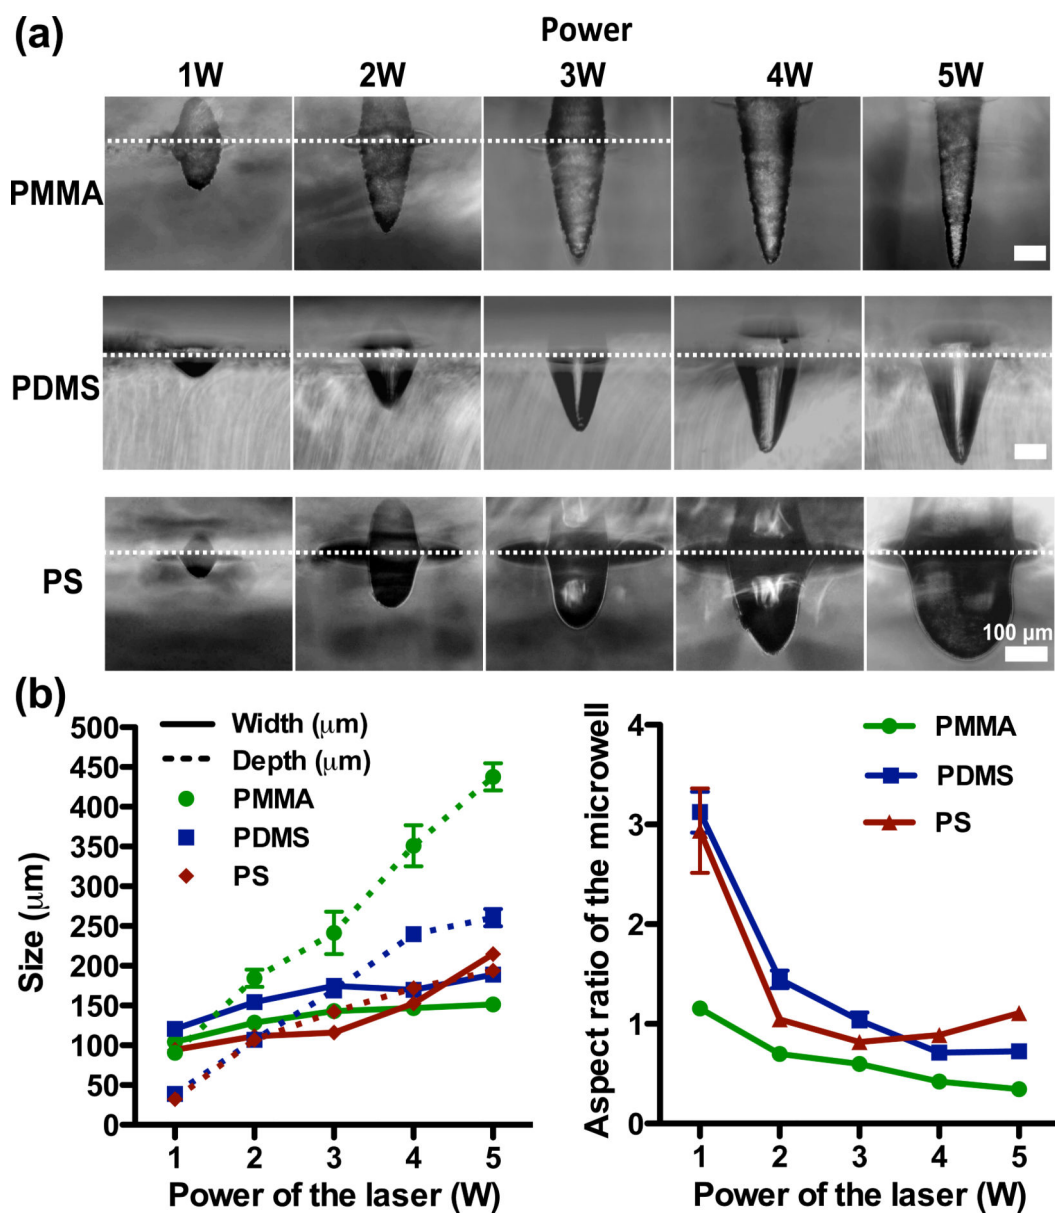 (a)
Power
1W 2W 3W 4W 5W
PMMA
PDMS
PS
100 µm
(b)
Size (µm)
500
450
400
350
300
250
200
150
100
50
0
Width (µm)
Depth (µm)
PMMA
PDMS
PS
1 2 3 4 5
Power of the laser (W)
Aspect ratio of the microwell
4
3
2
1
0
PMMA
PDMS
PS
1 2 3 4 5
Power of the laser (W)